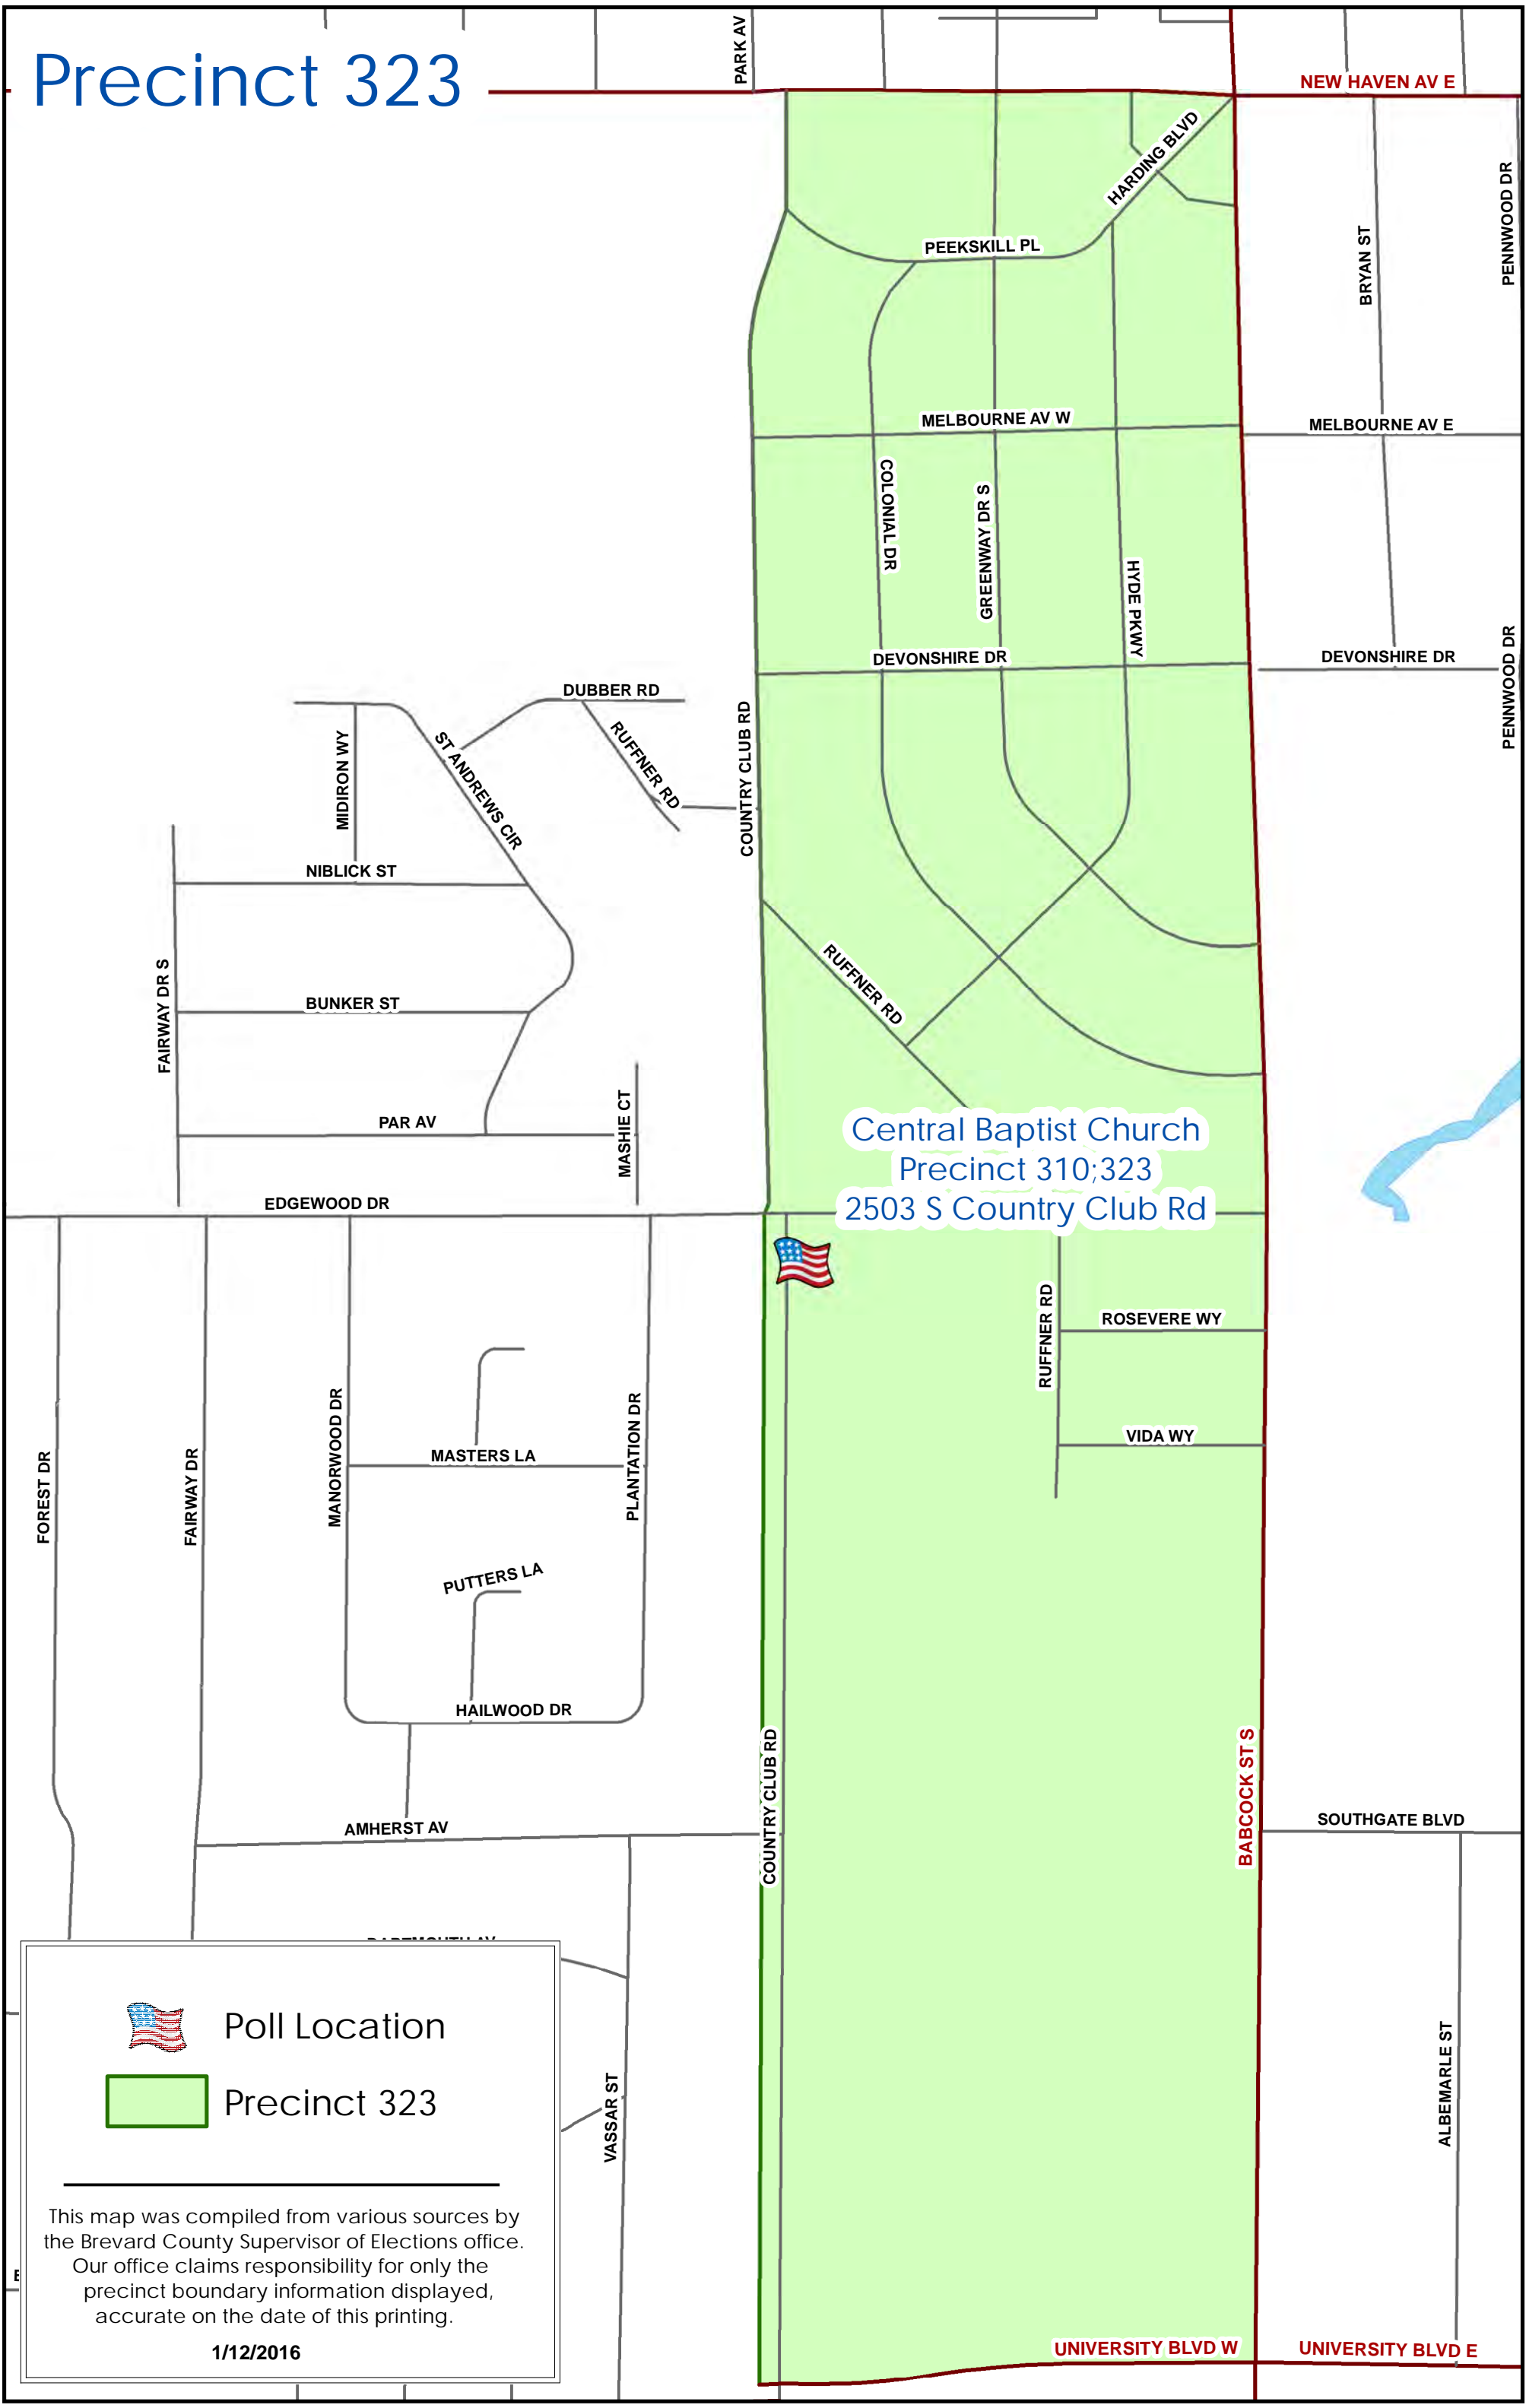 Precinct 323
PARK AV
NEW HAVEN AV E
HARDING BLVD
PEEKSKILL PL
BRYAN ST
PENNWOOD DR
MELBOURNE AV W
MELBOURNE AV E
COLONIAL DR
GREENWAY DR S
HYDE PKWY
DEVONSHIRE DR
DEVONSHIRE DR
PENNWOOD DR
DUBBER RD
RUFFNER RD
ST ANDREWS CIR
MIDIRON WY
COUNTRY CLUB RD
NIBLICK ST
RUFFNER RD
FAIRWAY DR S
BUNKER ST
PAR AV
MASHIE CT
Central Baptist Church
Precinct 310;323
2503 S Country Club Rd
EDGEWOOD DR
RUFFNER RD
ROSEVERE WY
VIDA WY
FOREST DR
FAIRWAY DR
MANORWOOD DR
MASTERS LA
PLANTATION DR
PUTTERS LA
HAILWOOD DR
COUNTRY CLUB RD
BABCOCK ST S
AMHERST AV
SOUTHGATE BLVD
VASSAR ST
ALBEMARLE ST
Poll Location
Precinct 323
This map was compiled from various sources by
the Brevard County Supervisor of Elections office.
Our office claims responsibility for only the
precinct boundary information displayed,
accurate on the date of this printing.
1/12/2016
UNIVERSITY BLVD W
UNIVERSITY BLVD E